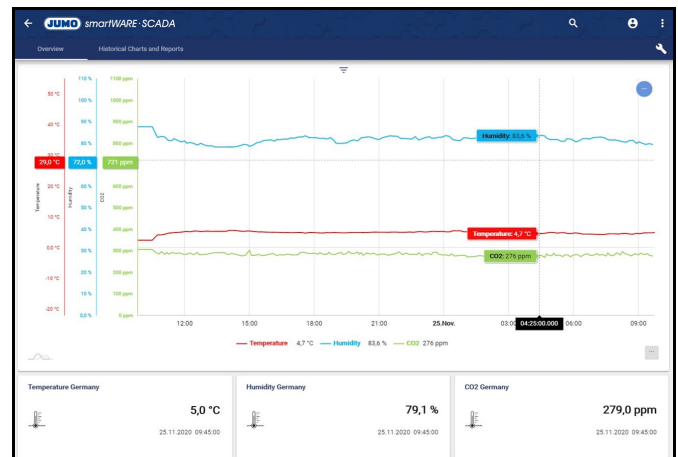 JUMO smartWARE·SCADA
Overview Historical Charts and Reports
50 °C 110 % 1100 ppm
100 % 1000 ppm
40 °C 90 % 900 ppm
Humidity: 83,6 %
80 % 800 ppm
30 °C
29,0 °C 72,0 % 721 ppm
20 °C 60 % 600 ppm
Temperature Humidity CO2
50 % 500 ppm
10 °C
40 % 400 ppm
Temperature: 4,7 °C
0,0 °C 300 ppm
CO2: 276 ppm
-10 °C 20 % 200 ppm
10 % 100 ppm
-20 °C
0,0 % 0 ppm
12:00 15:00 18:00 21:00 25.Nov. 03:00 04:25:00.000 06:00 09:00
Temperature 4,7 °C Humidity 83,6 % CO2 276 ppm
Temperature Germany
5,0 °C
25.11.2020 09:45:00
Humidity Germany
79,1 %
25.11.2020 09:45:00
CO2 Germany
279,0 ppm
25.11.2020 09:45:00